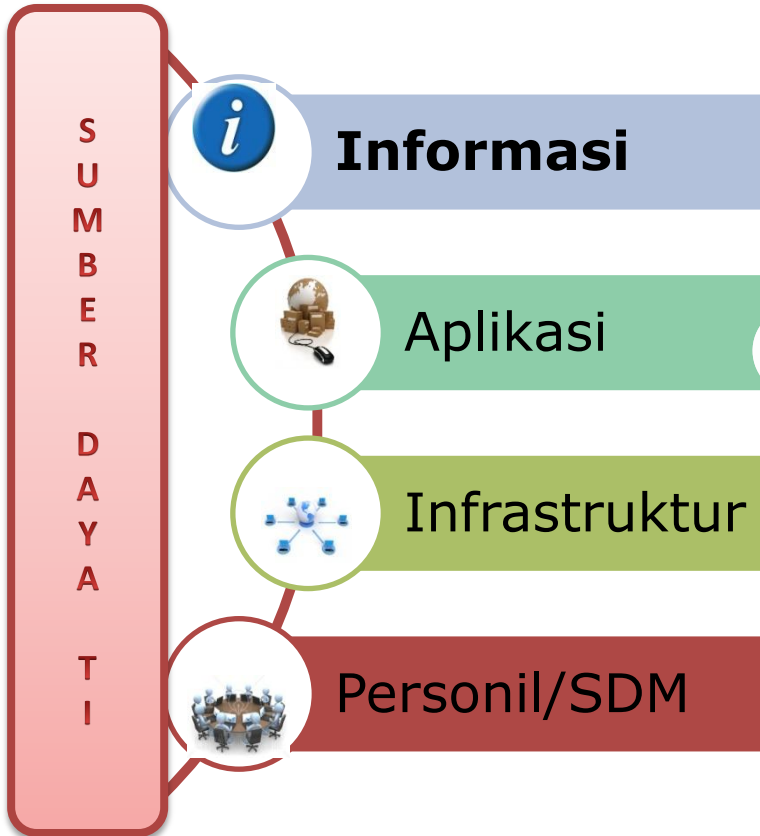 SUMBER DAYA TI
i
Informasi
Aplikasi
Infrastruktur
Personil/SDM